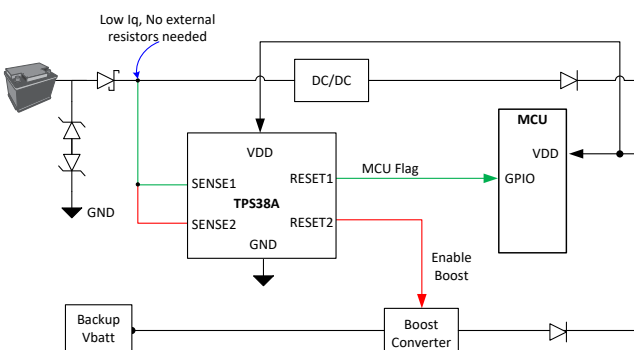 Low Iq, No external
resistors needed
DC/DC
MCU
VDD
VDD
SENSE1
RESET1
MCU Flag
GPIO
TPS38A
SENSE2
RESET2
GND
GND
Enable
Boost
Backup
Vbatt
Boost
Converter